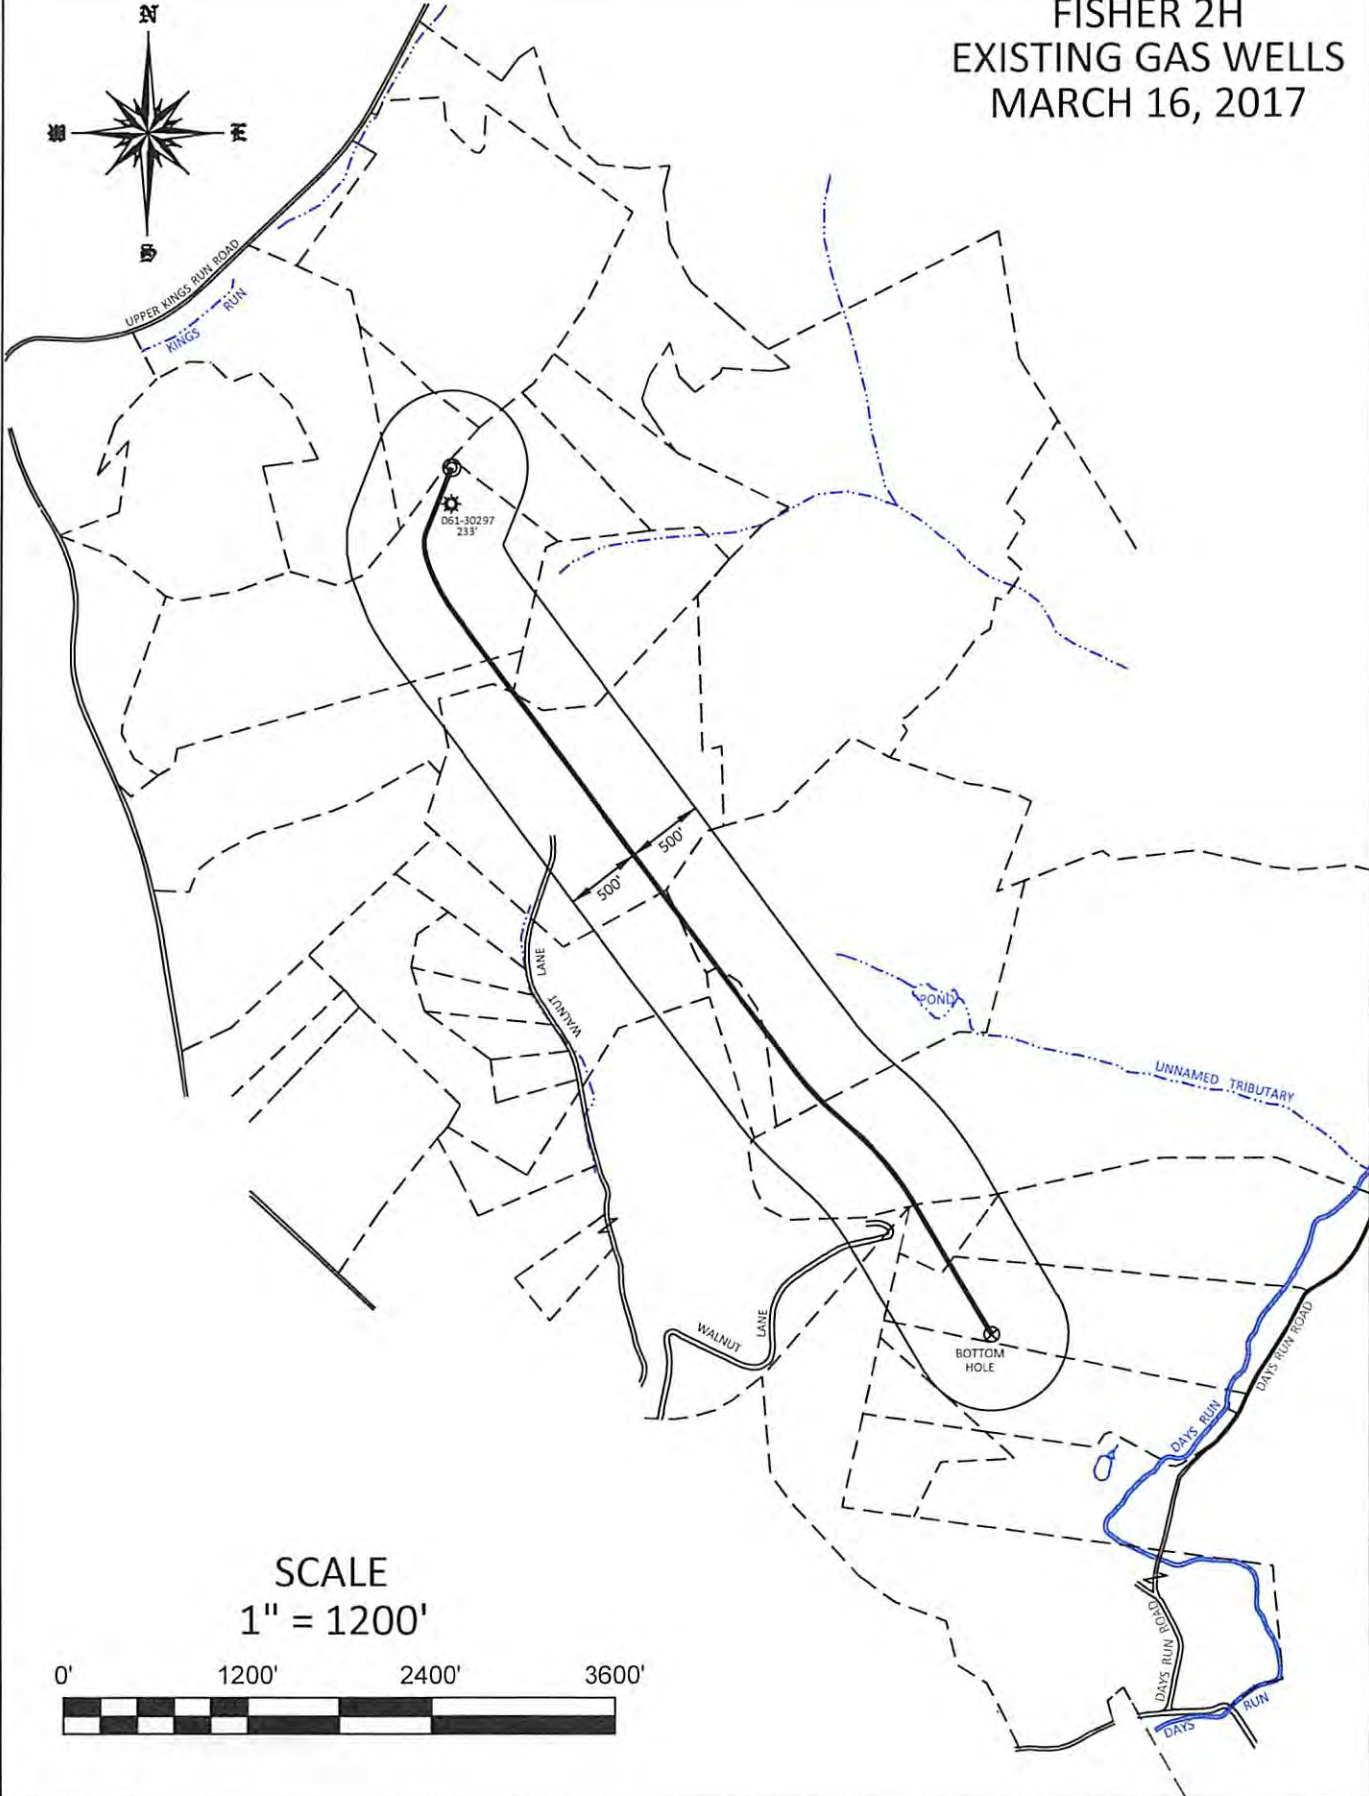 FISHER 2H
EXISTING GAS WELLS
MARCH 16, 2017
N
W
E
S
UPPER KINGS RUN ROAD
KINGS RUN
061-30297
233'
500'
500'
WALNUT LANE
POND
UNNAMED TRIBUTARY
WALNUT LANE
BOTTOM
HOLE
DAYS RUN ROAD
DAYS RUN
DAYS RUN ROAD
DAYS RUN
SCALE
1" = 1200'
0' 1200' 2400' 3600'